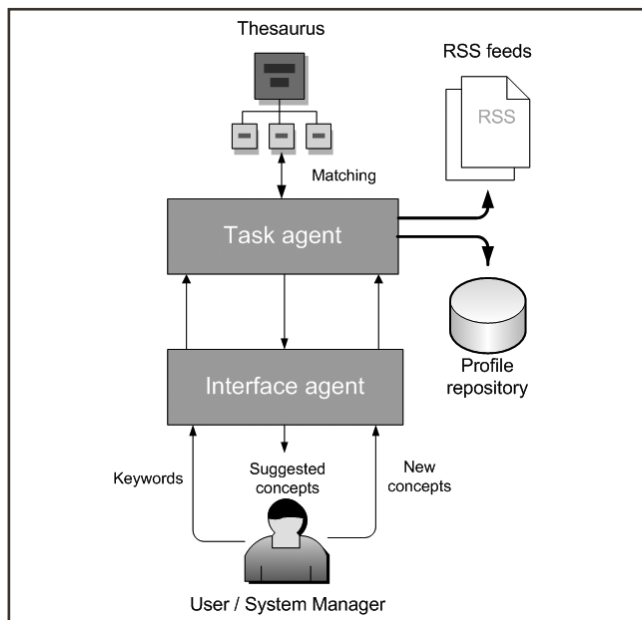 Thesaurus
RSS feeds
RSS
Matching
Task agent
Profile
repository
Interface agent
Keywords
Suggested
concepts
New
concepts
User / System Manager